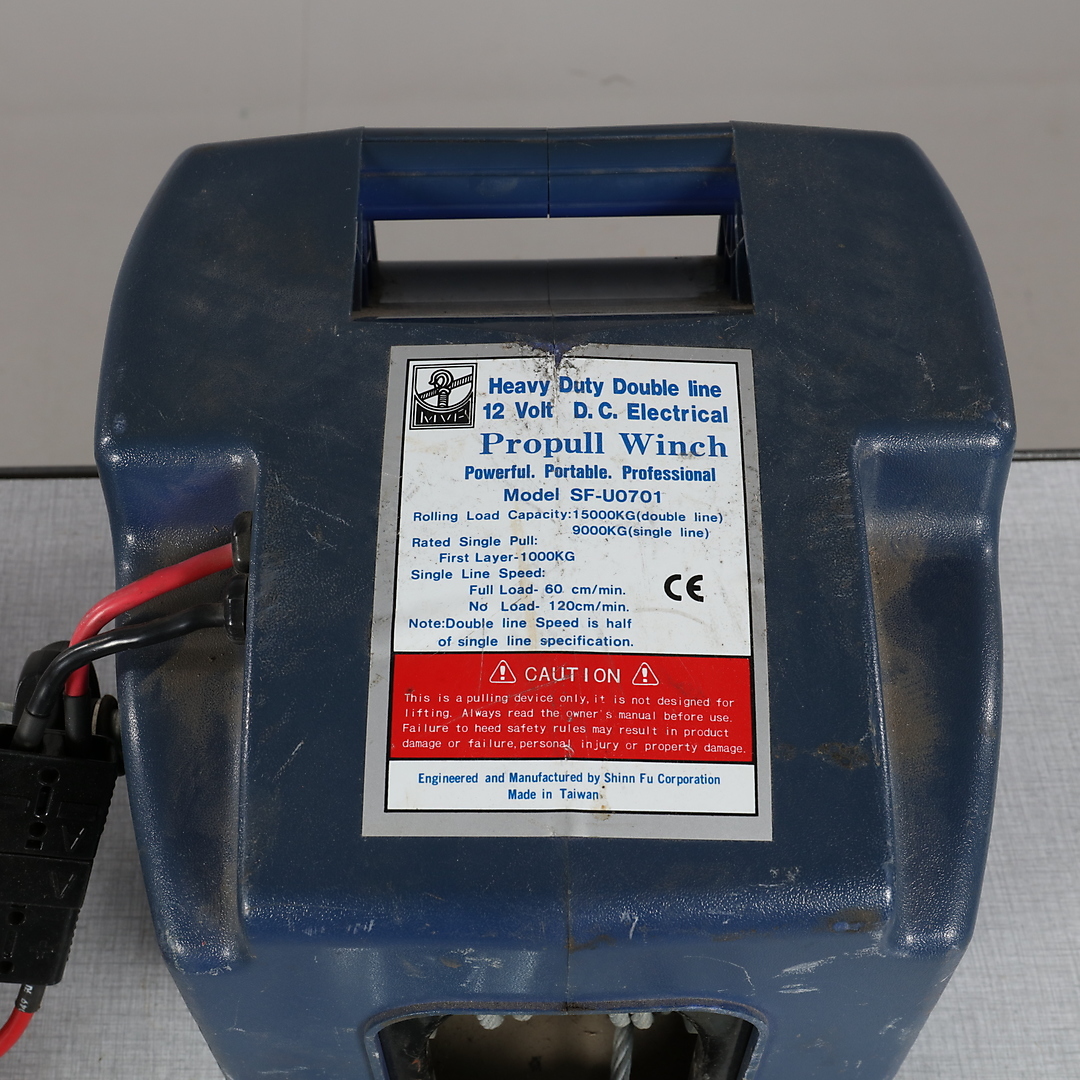 Heavy Duty Double line
12 Volt D.C. Electrical
Propull Winch
Powerful. Portable. Professional
Model SF-U0701
Rolling Load Capacity:15000KG(double line)
9000KG(single line)
Rated Single Pull:
First Layer-1000KG
Single Line Speed:
Full Load- 60 cm/min.
No Load- 120cm/min.
CE
Note:Double line Speed is half
of single line specification.
CAUTION
This is a pulling device only, it is not designed for
lifting. Always read the owner's manual before use.
Failure to heed safety rules may result in product
damage or failure, personal injury or property damage.
Engineered and Manufactured by Shinn Fu Corporation
Made in Taiwan